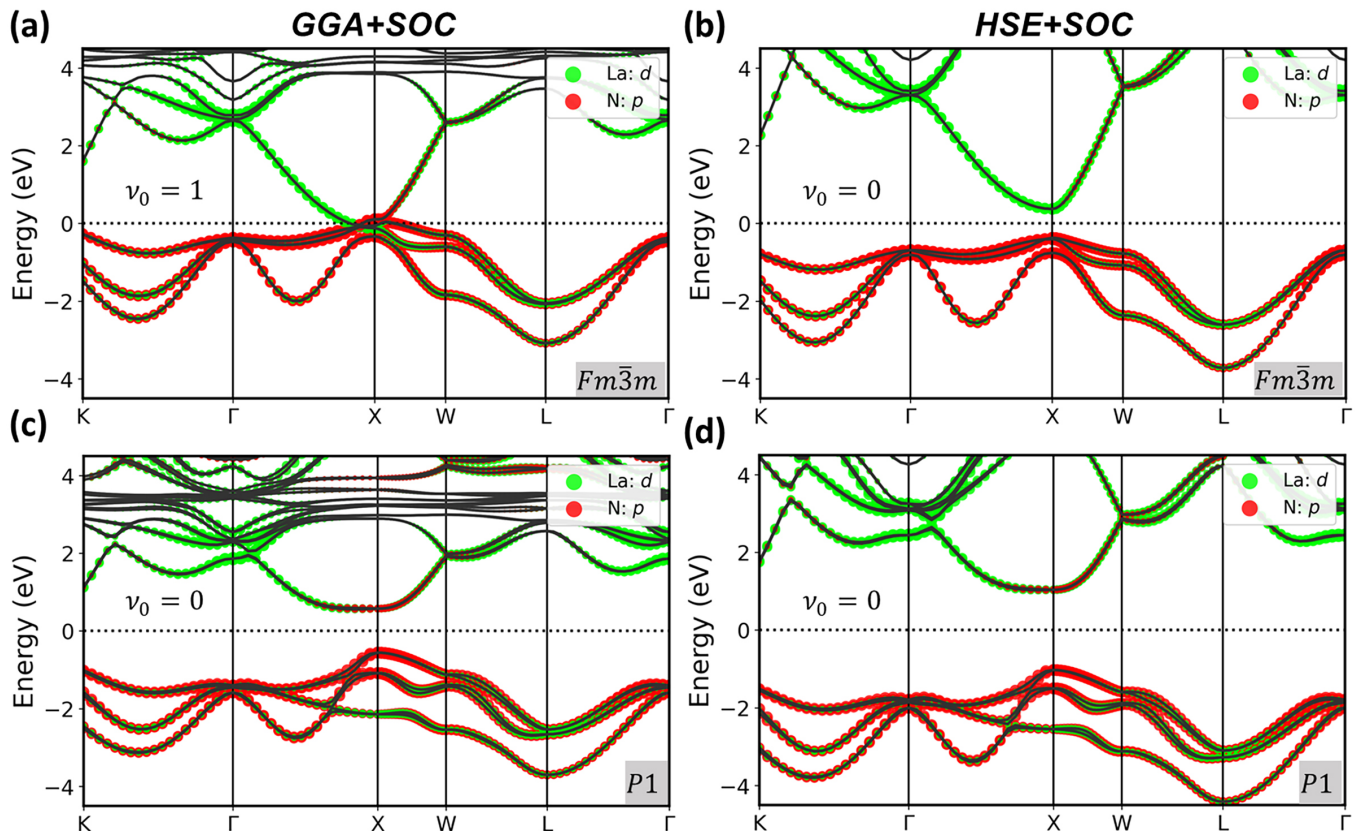 (a) GGA+SOC
(b) HSE+SOC
Energy (eV)
4
2
0
−2
−4
La: d
N: p
ν₀ = 1
Fm3̅m
K Γ X W L Γ
Energy (eV)
4
2
0
−2
−4
La: d
N: p
ν₀ = 0
Fm3̅m
K Γ X W L Γ
(c)
Energy (eV)
4
2
0
−2
−4
La: d
N: p
ν₀ = 0
P1
K Γ X W L Γ
(d)
Energy (eV)
4
2
0
−2
−4
La: d
N: p
ν₀ = 0
P1
K Γ X W L Γ